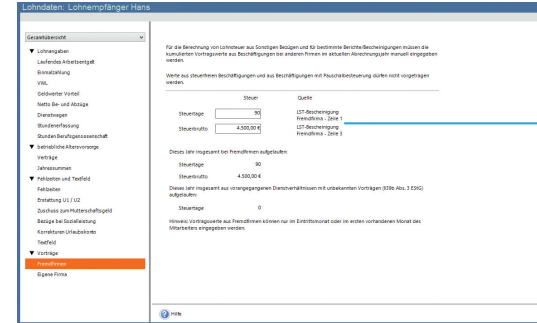 Lohndaten: Lohnempfänger Hans
Gesamtübersicht
Lohnangaben
Laufendes Arbeitsentgelt
Einmalzahlung
VWL
Geldwerter Vorteil
Netto Be- und Abzüge
Dienstwagen
Stundenerfassung
Stunden Berufsgenossenschaft
betriebliche Altersvorsorge
Verträge
Jahressummen
Fehlzeiten und Textfeld
Fehlzeiten
Erstattung U1 / U2
Zuschuss zum Mutterschaftsgeld
Bezüge bei Sozialleistung
Korrekturen Urlaubskonto
Textfeld
Vorträge
Fremdfirmen
Eigene Firma
Für die Berechnung von Lohnsteuer aus Sonstigen Bezügen und für bestimmte Berichte/Bescheinigungen müssen die
kumulierten Vortragswerte aus Beschäftigungen bei anderen Firmen im aktuellen Abrechnungsjahr manuell eingegeben
werden.
Werte aus steuerfreien Beschäftigungen und aus Beschäftigungen mit Pauschalbesteuerung dürfen nicht vorgetragen
werden.
Steuer Quelle
Steuertage 90 LST-Bescheinigung
Fremdfirma - Zeile 1
Steuerbrutto 4.500,00 € LST-Bescheinigung
Fremdfirma - Zeile 3
Dieses Jahr insgesamt bei Fremdfirmen aufgelaufen:
Steuertage 90
Steuerbrutto 4.500,00 €
Dieses Jahr insgesamt aus vorangegangenen Dienstverhältnissen mit unbekannten Vorträgen (§39b Abs. 3 EStG)
aufgelaufen:
Steuertage 0
Hinweis: Vortragswerte aus Fremdfirmen können nur im Eintrittsmonat oder im ersten vorhandenen Monat des
Mitarbeiters eingegeben werden.
Hilfe